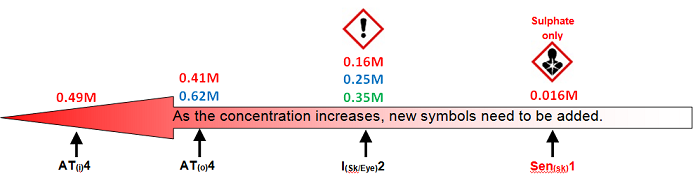 Sulphate
only
0.16M
0.41M
0.25M
0.49M
0.62M
0.35M
0.016M
As the concentration increases, new symbols need to be added.
AT(i)4
AT(o)4
I(Sk/Eye)2
Sen(sk)1